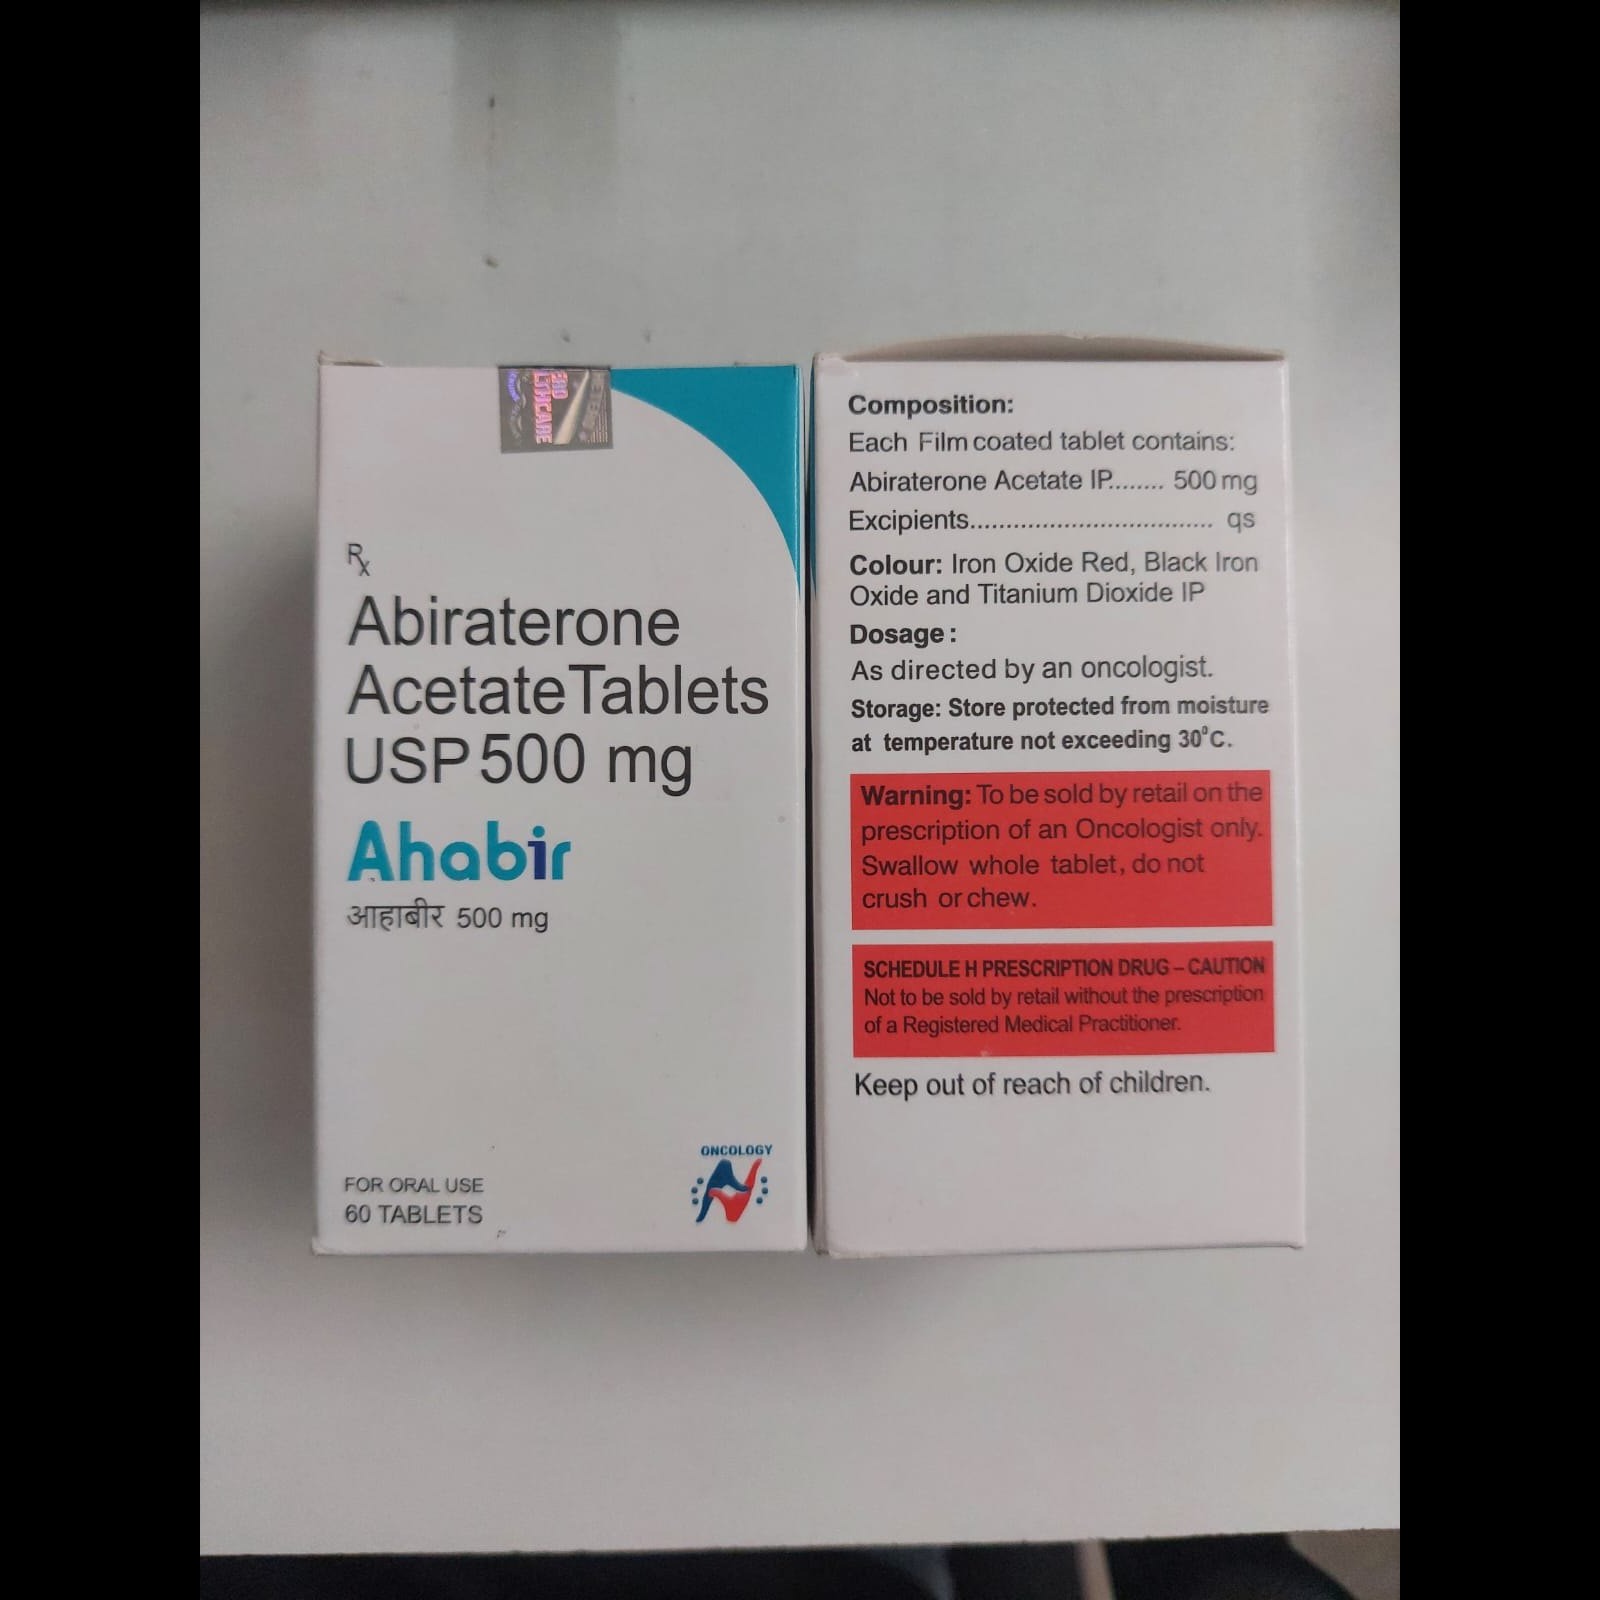 Rx
Abiraterone
Acetate Tablets
USP 500 mg
Ahabir
आहाबीर 500 mg
FOR ORAL USE
60 TABLETS
ONCOLOGY
Composition:
Each Film coated tablet contains:
Abiraterone Acetate IP........ 500 mg
Excipients.................................. qs
Colour: Iron Oxide Red, Black Iron
Oxide and Titanium Dioxide IP
Dosage :
As directed by an oncologist.
Storage: Store protected from moisture
at temperature not exceeding 30°C.
Warning: To be sold by retail on the
prescription of an Oncologist only.
Swallow whole tablet, do not
crush or chew.
SCHEDULE H PRESCRIPTION DRUG – CAUTION
Not to be sold by retail without the prescription
of a Registered Medical Practitioner.
Keep out of reach of children.